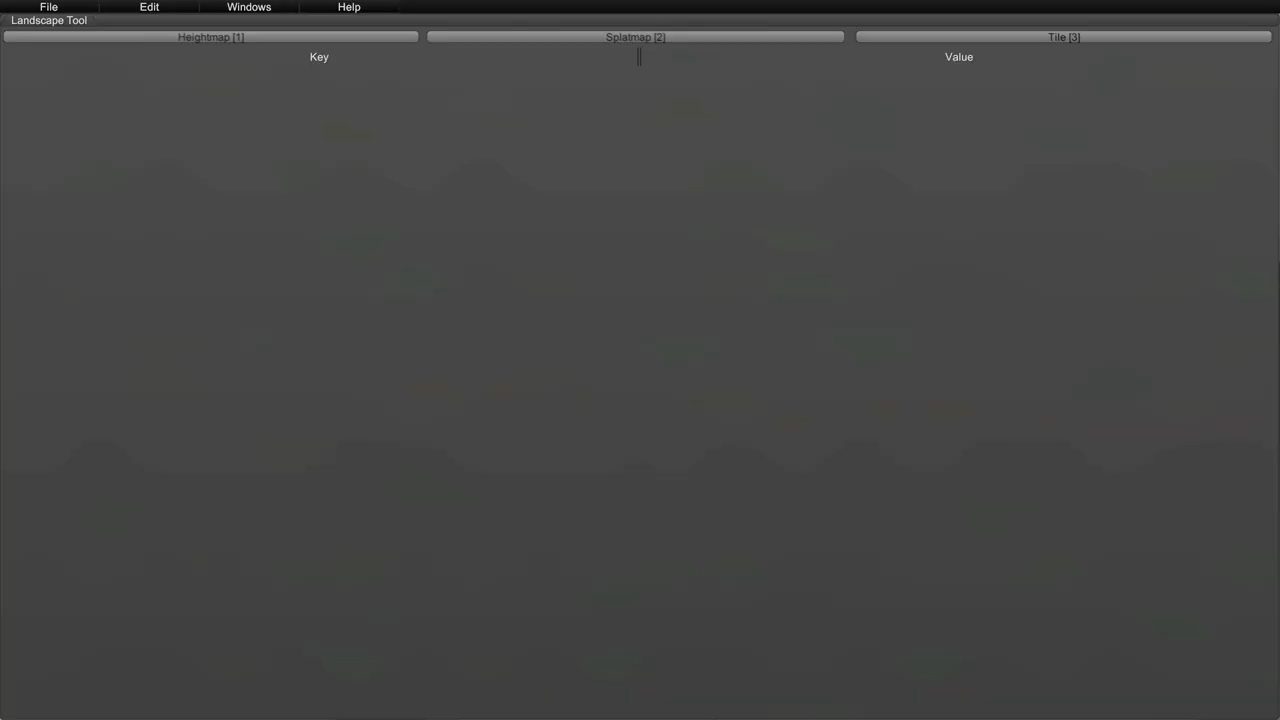 File Edit Windows Help
Landscape Tool
Heightmap [1] Splatmap [2] Tile [3]
Key Value